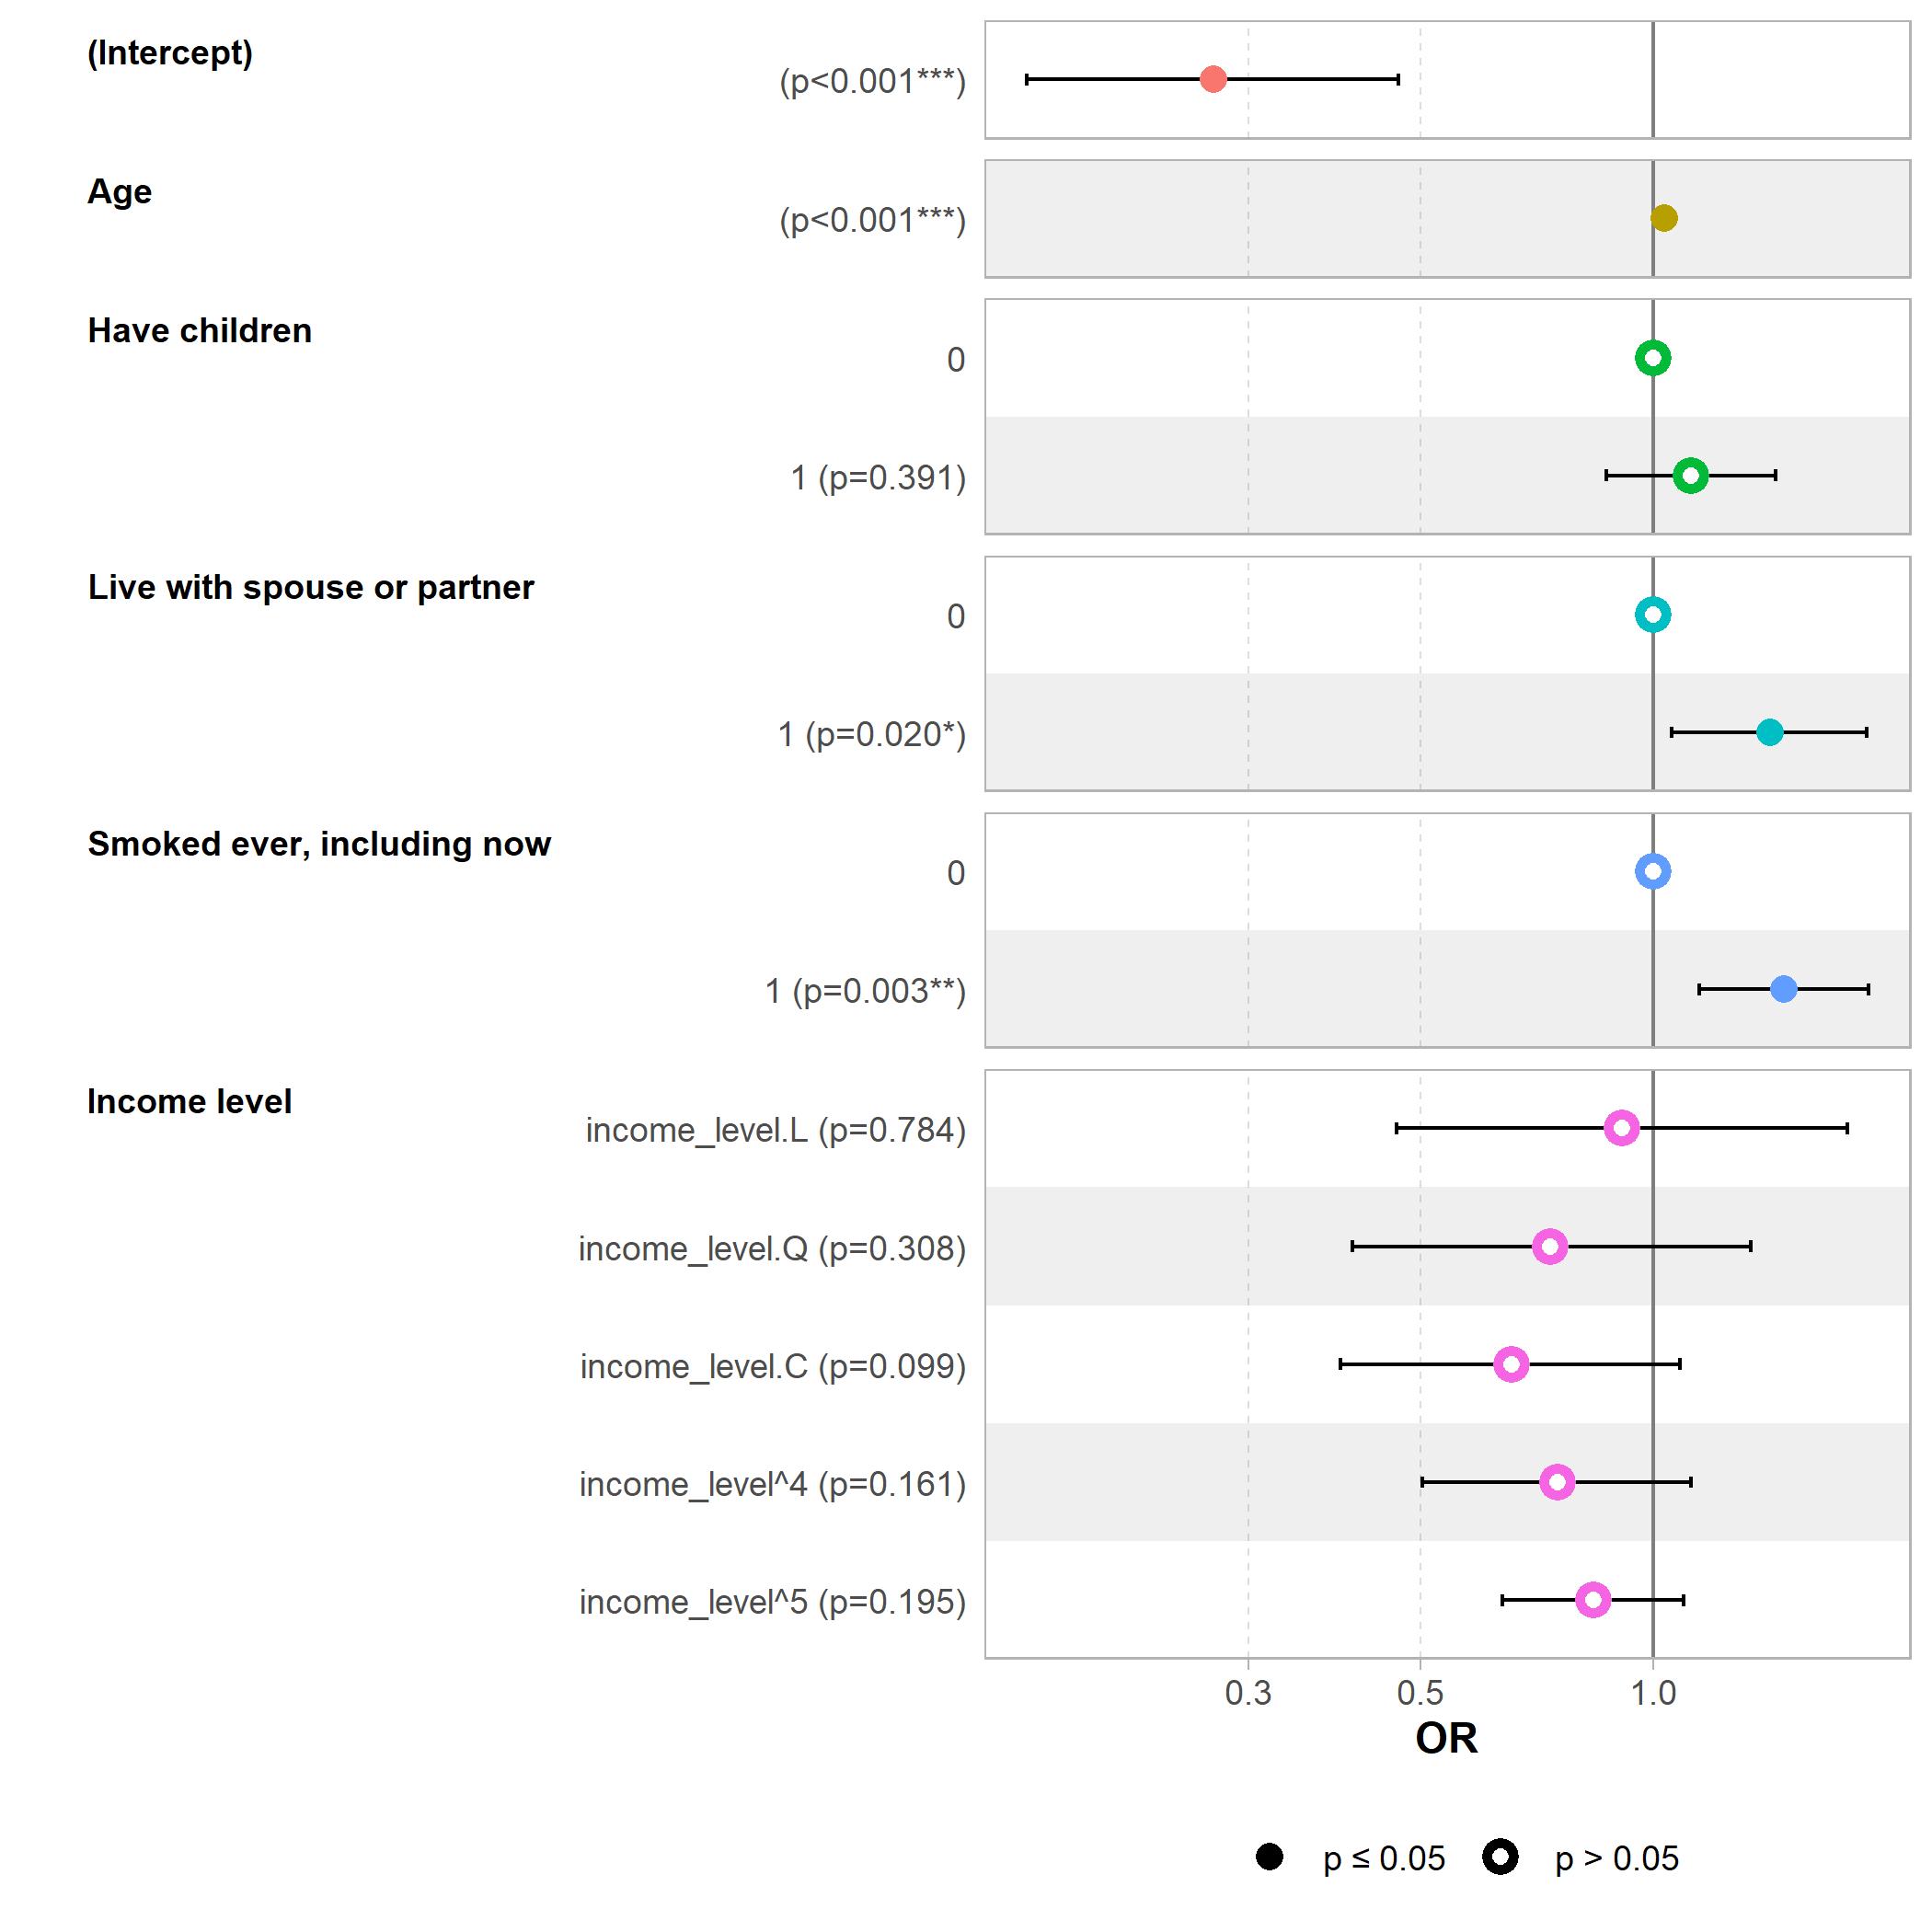 (Intercept)
(p<0.001***)
Age
(p<0.001***)
Have children
0
1 (p=0.391)
Live with spouse or partner
0
1 (p=0.020*)
Smoked ever, including now
0
1 (p=0.003**)
Income level
income_level.L (p=0.784)
income_level.Q (p=0.308)
income_level.C (p=0.099)
income_level^4 (p=0.161)
income_level^5 (p=0.195)
0.3 0.5 1.0
OR
p ≤ 0.05 p > 0.05